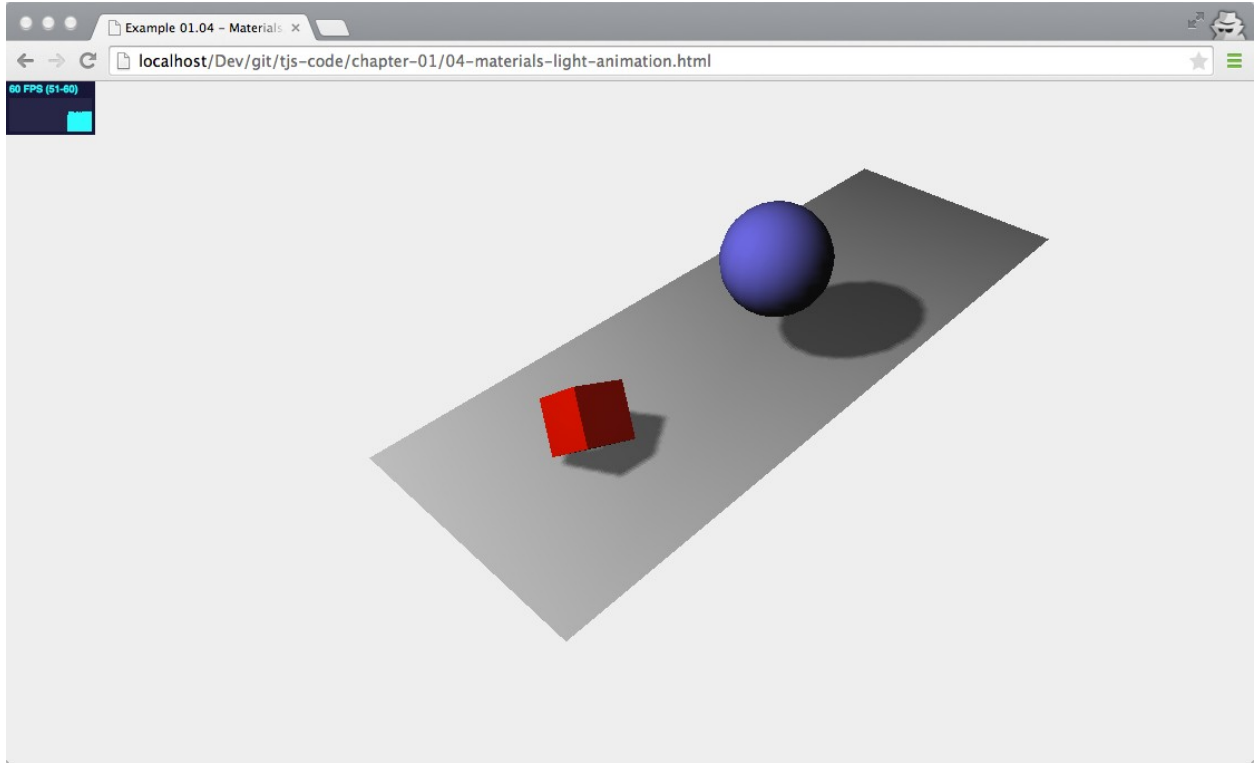 Example 01.04 - Materials
localhost/Dev/git/tjs-code/chapter-01/04-materials-light-animation.html
60 FPS (51-60)